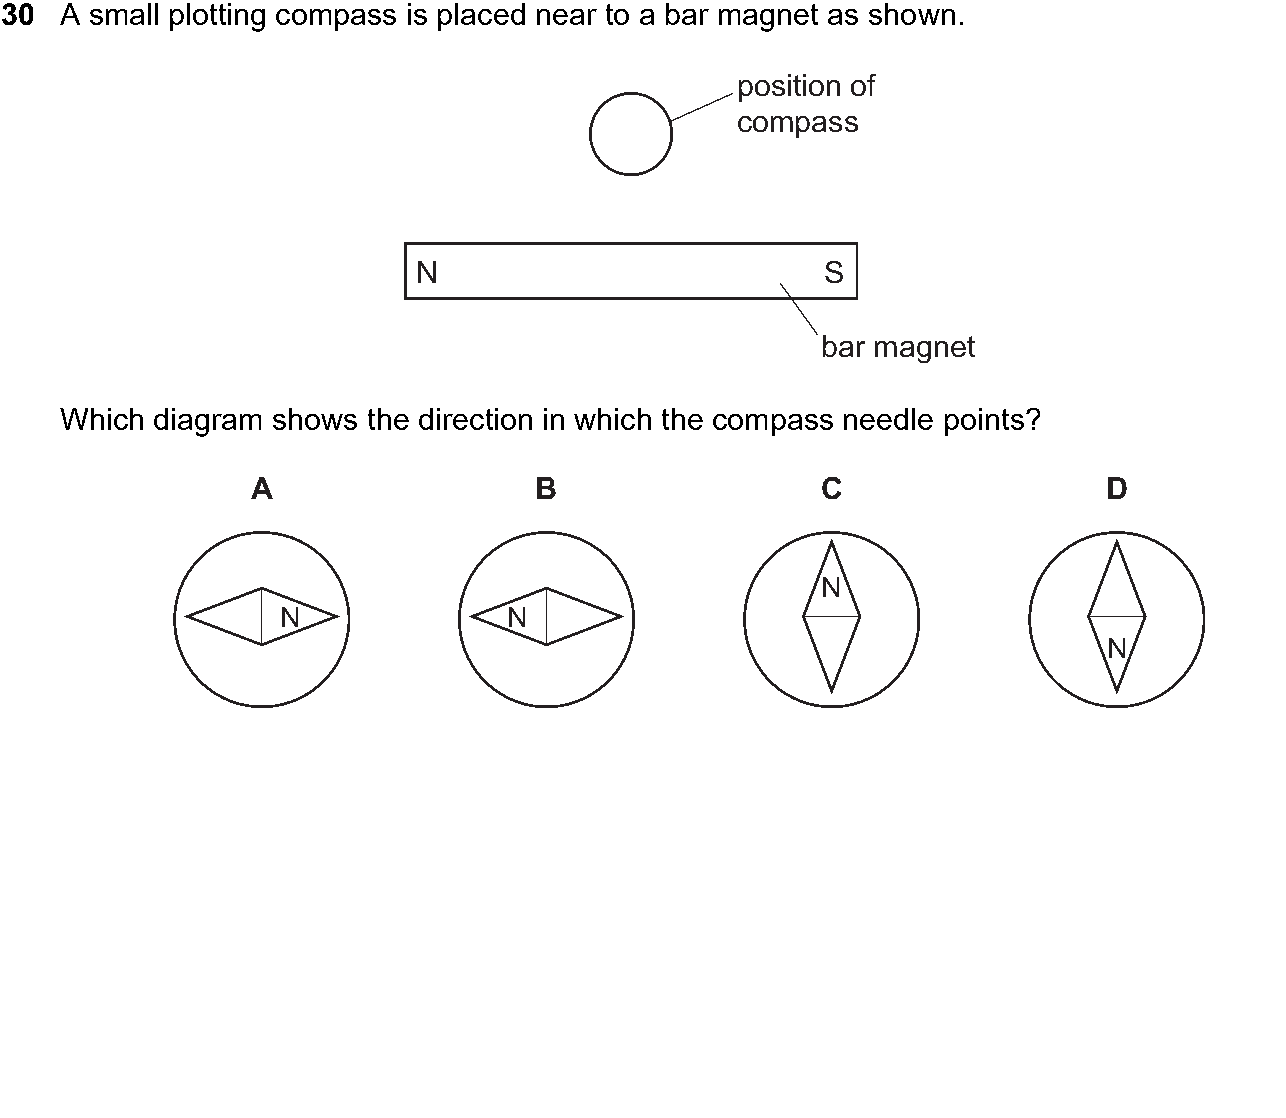 30 A small plotting compass is placed near to a bar magnet as shown.
position of
compass
N S
bar magnet
Which diagram shows the direction in which the compass needle points?
A B C D
N N N N